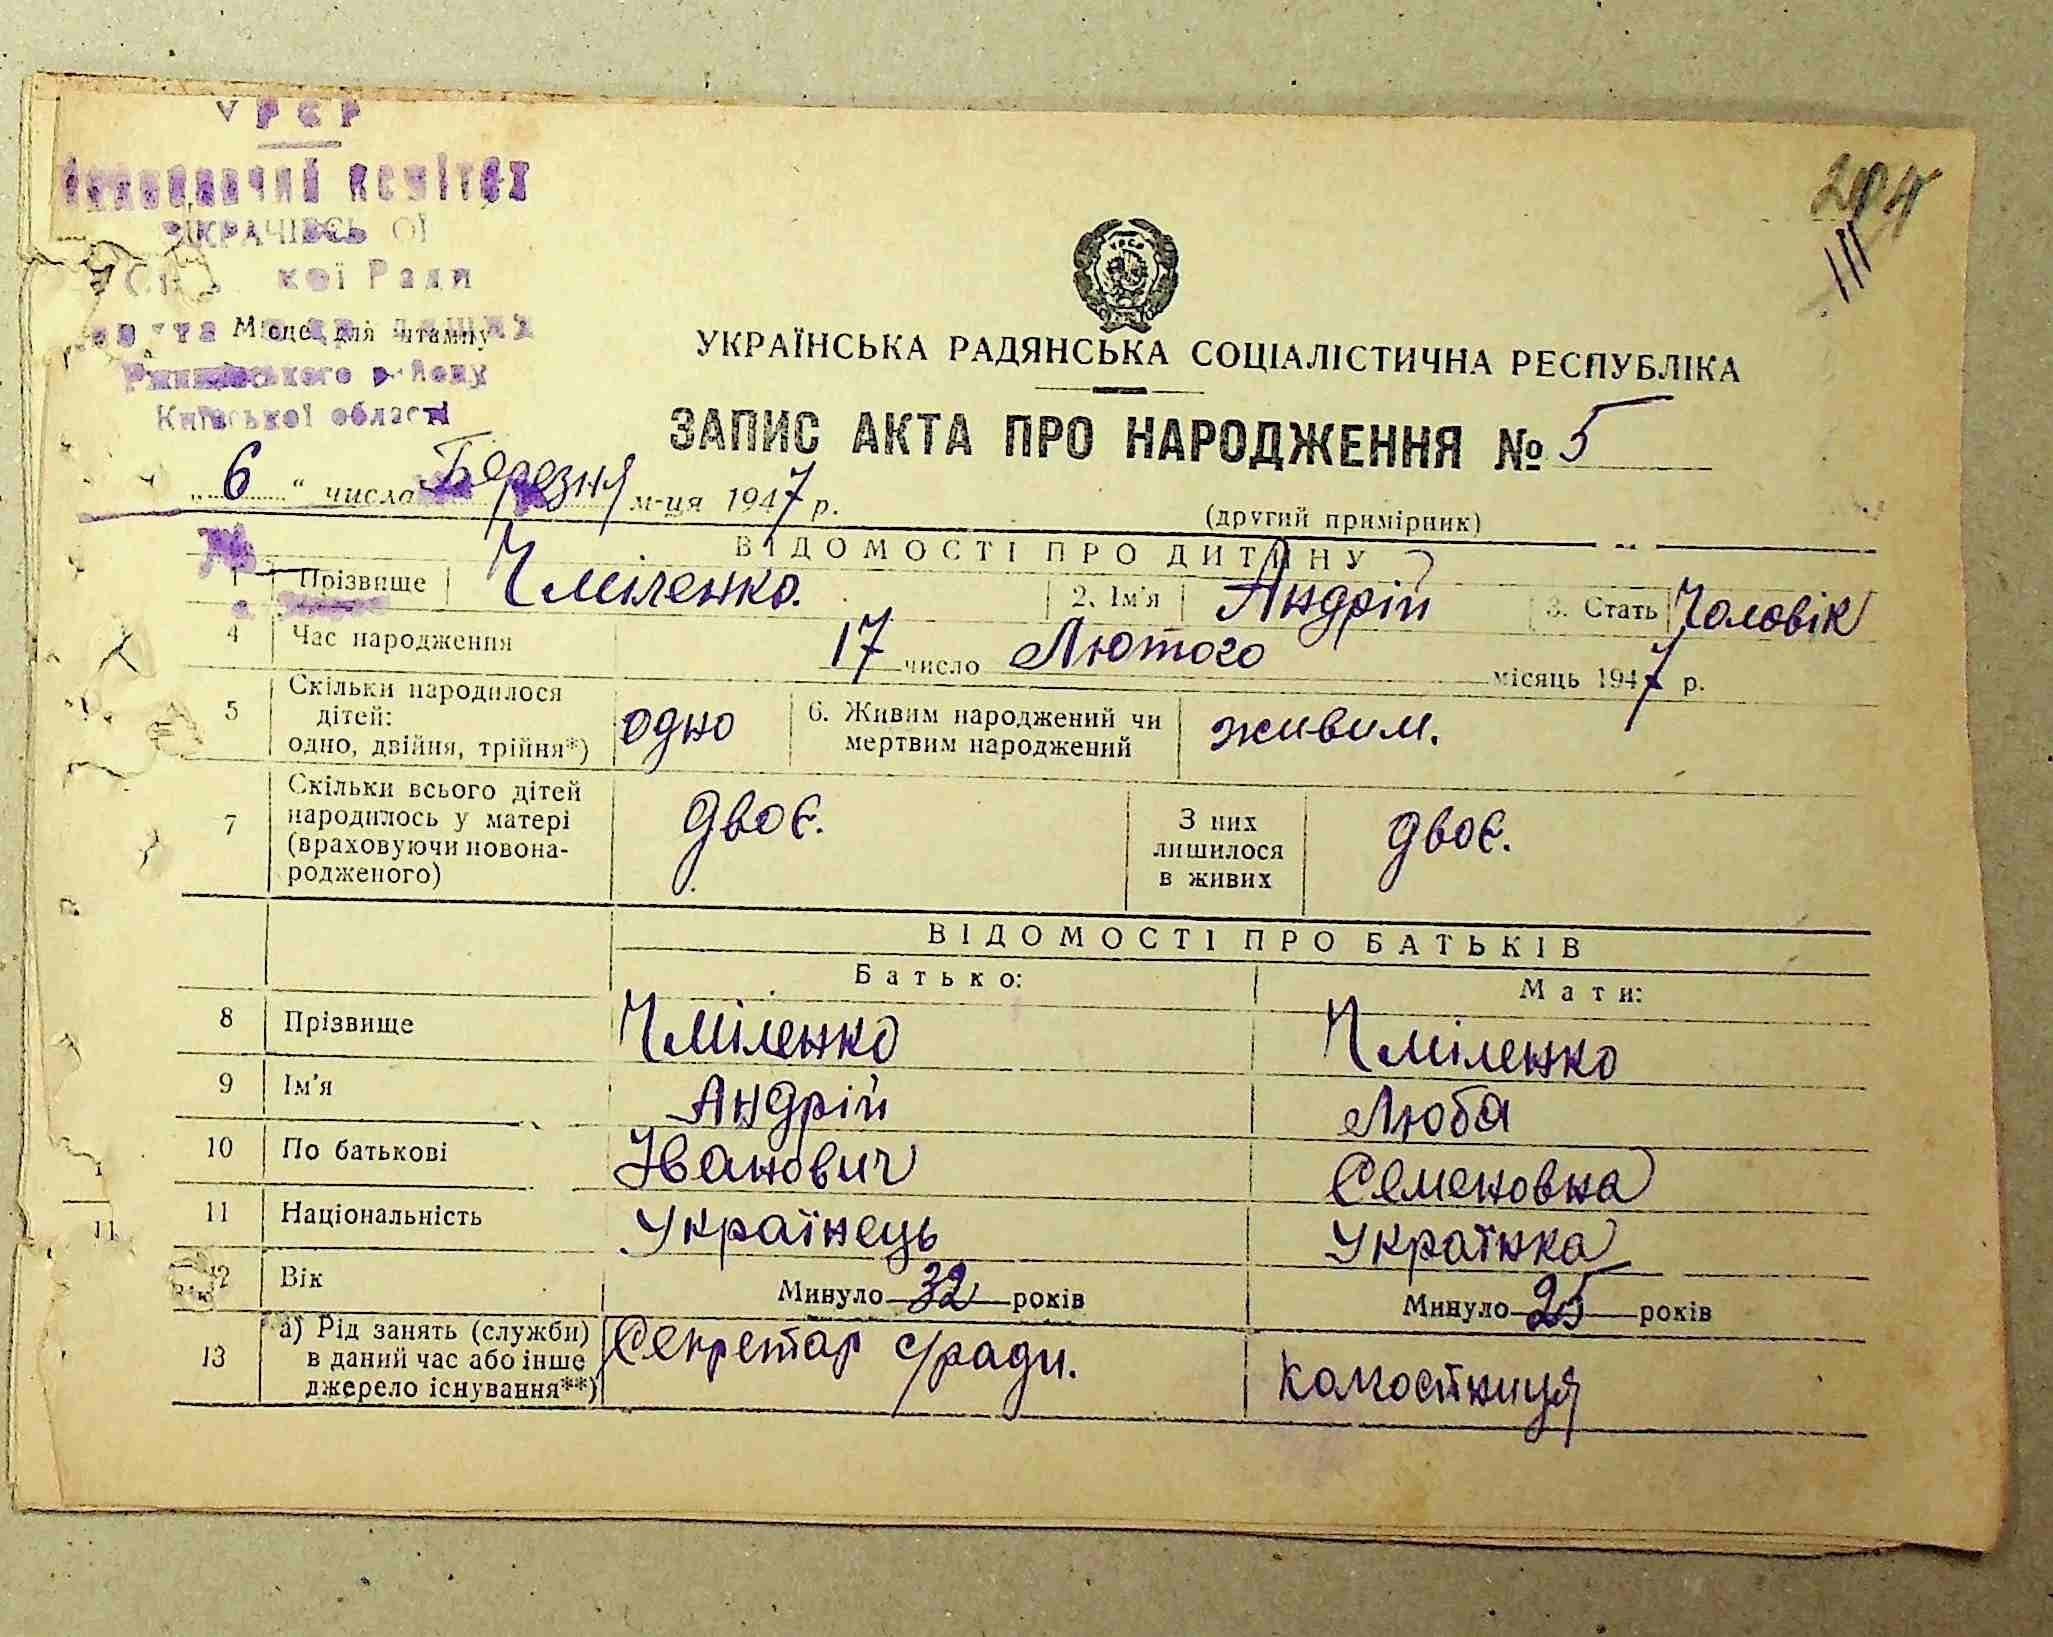 УРСР
Виконавчий комітет
кої Ради
Місце для штампу
Ржищівського району
Київської області
УКРАЇНСЬКА РАДЯНСЬКА СОЦІАЛІСТИЧНА РЕСПУБЛІКА
ЗАПИС АКТА ПРО НАРОДЖЕННЯ № 5
„6“ числа Березня м-ця 1947 р.
(другий примірник)
ВІДОМОСТІ ПРО ДИТИНУ
1 Прізвище Чміленко. 2. Ім'я Андрій 3. Стать Чоловік
4 Час народження 17 число Лютого місяць 1947 р.
5 Скільки народилося дітей: одно, двійня, трійня*) одно 6. Живим народжений чи мертвим народжений живим.
7 Скільки всього дітей народилось у матері (враховуючи новонародженого) двоє. З них лишилося в живих двоє.
ВІДОМОСТІ ПРО БАТЬКІВ
Батько: Мати:
8 Прізвище Чміленко Чміленко
9 Ім'я Андрій Люба
10 По батькові Іванович Семеновна
11 Національність Українець Українка
12 Вік Минуло 32 років Минуло 25 років
13 а) Рід занять (служби) в даний час або інше джерело існування**) Секретар с/ради. колгостниця